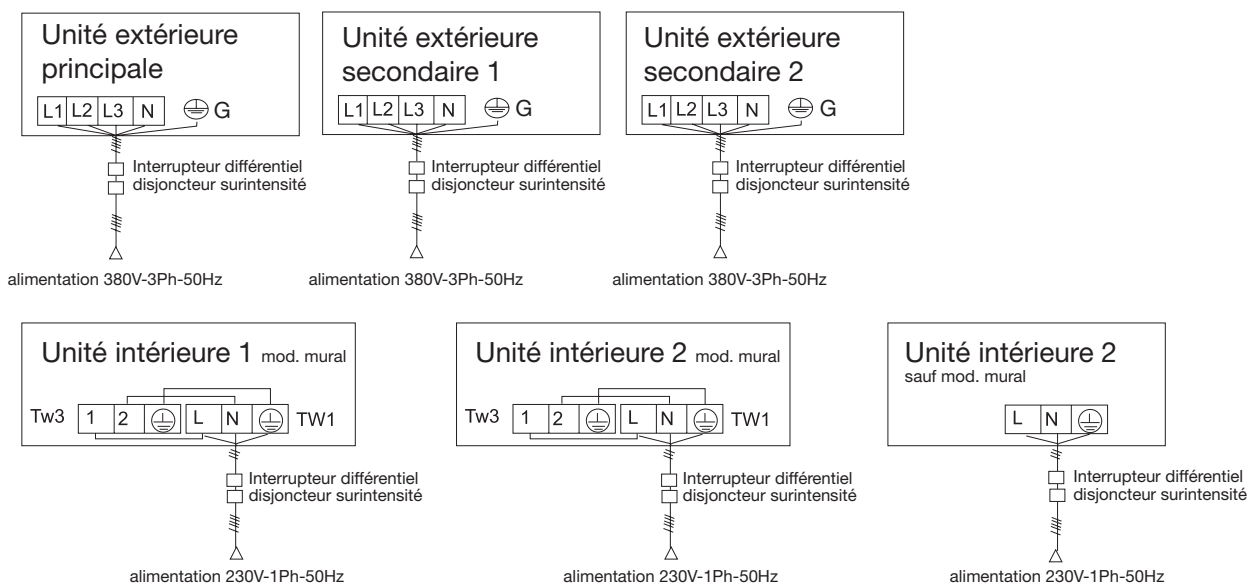 Unité extérieure
principale
L1 L2 L3 N G
Interrupteur différentiel
disjoncteur surintensité
alimentation 380V-3Ph-50Hz
Unité extérieure
secondaire 1
L1 L2 L3 N G
Interrupteur différentiel
disjoncteur surintensité
alimentation 380V-3Ph-50Hz
Unité extérieure
secondaire 2
L1 L2 L3 N G
Interrupteur différentiel
disjoncteur surintensité
alimentation 380V-3Ph-50Hz
Unité intérieure 1 mod. mural
Tw3 1 2 L N TW1
Interrupteur différentiel
disjoncteur surintensité
alimentation 230V-1Ph-50Hz
Unité intérieure 2 mod. mural
Tw3 1 2 L N TW1
Interrupteur différentiel
disjoncteur surintensité
alimentation 230V-1Ph-50Hz
Unité intérieure 2
sauf mod. mural
L N
Interrupteur différentiel
disjoncteur surintensité
alimentation 230V-1Ph-50Hz